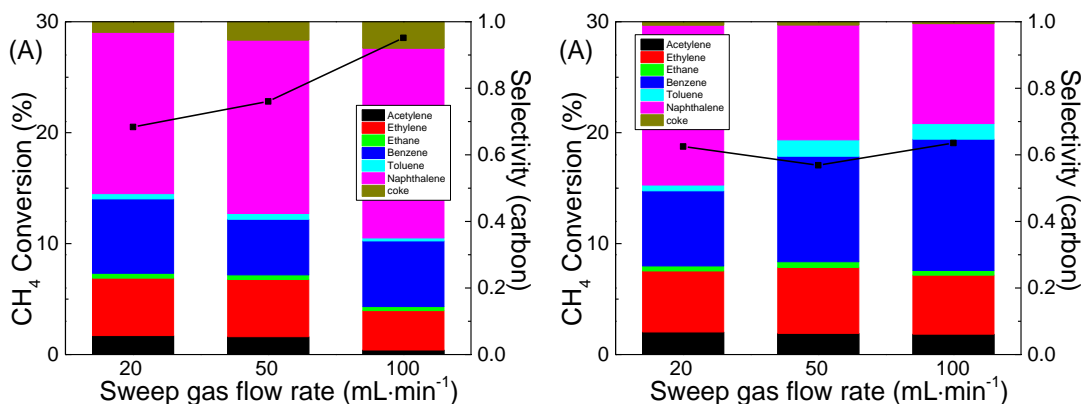 (A)
CH₄ Conversion (%)
30
20
10
0
Acetylene
Ethylene
Ethane
Benzene
Toluene
Naphthalene
coke
1.0
0.8
0.6
0.4
0.2
0.0
Selectivity (carbon)
20 50 100
Sweep gas flow rate (mL·min⁻¹)
(A)
CH₄ Conversion (%)
30
20
10
0
Acetylene
Ethylene
Ethane
Benzene
Toluene
Naphthalene
coke
1.0
0.8
0.6
0.4
0.2
0.0
Selectivity (carbon)
20 50 100
Sweep gas flow rate (mL·min⁻¹)